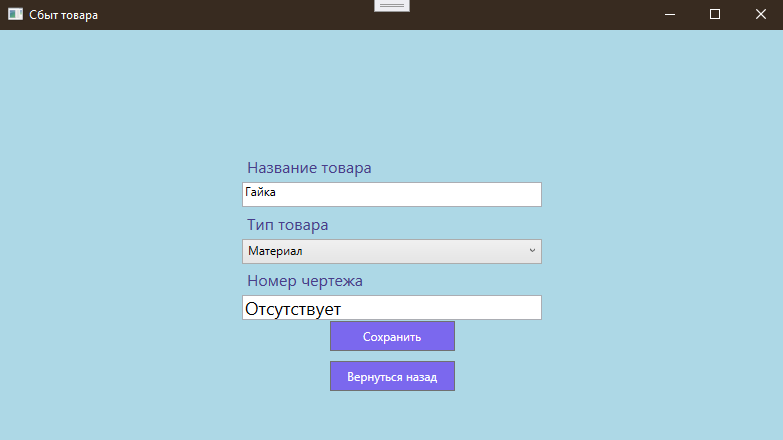 Сбыт товара
Название товара
Гайка
Тип товара
Материал
Номер чертежа
Отсутствует
Сохранить
Вернуться назад